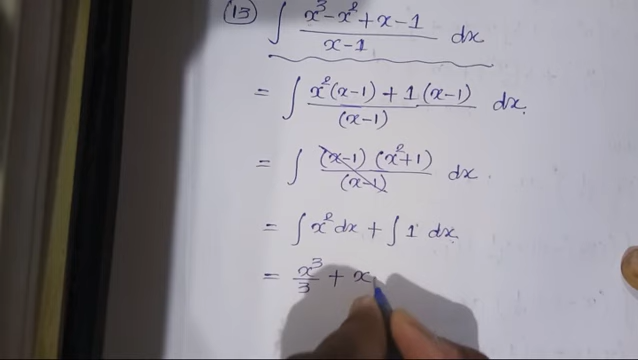 (13) ∫ (x³-x²+x-1)/(x-1) dx
= ∫ (x²(x-1)+1(x-1))/(x-1) dx.
= ∫ ((x-1)(x²+1))/(x-1) dx.
= ∫ x² dx + ∫ 1 dx.
= x³/3 + x